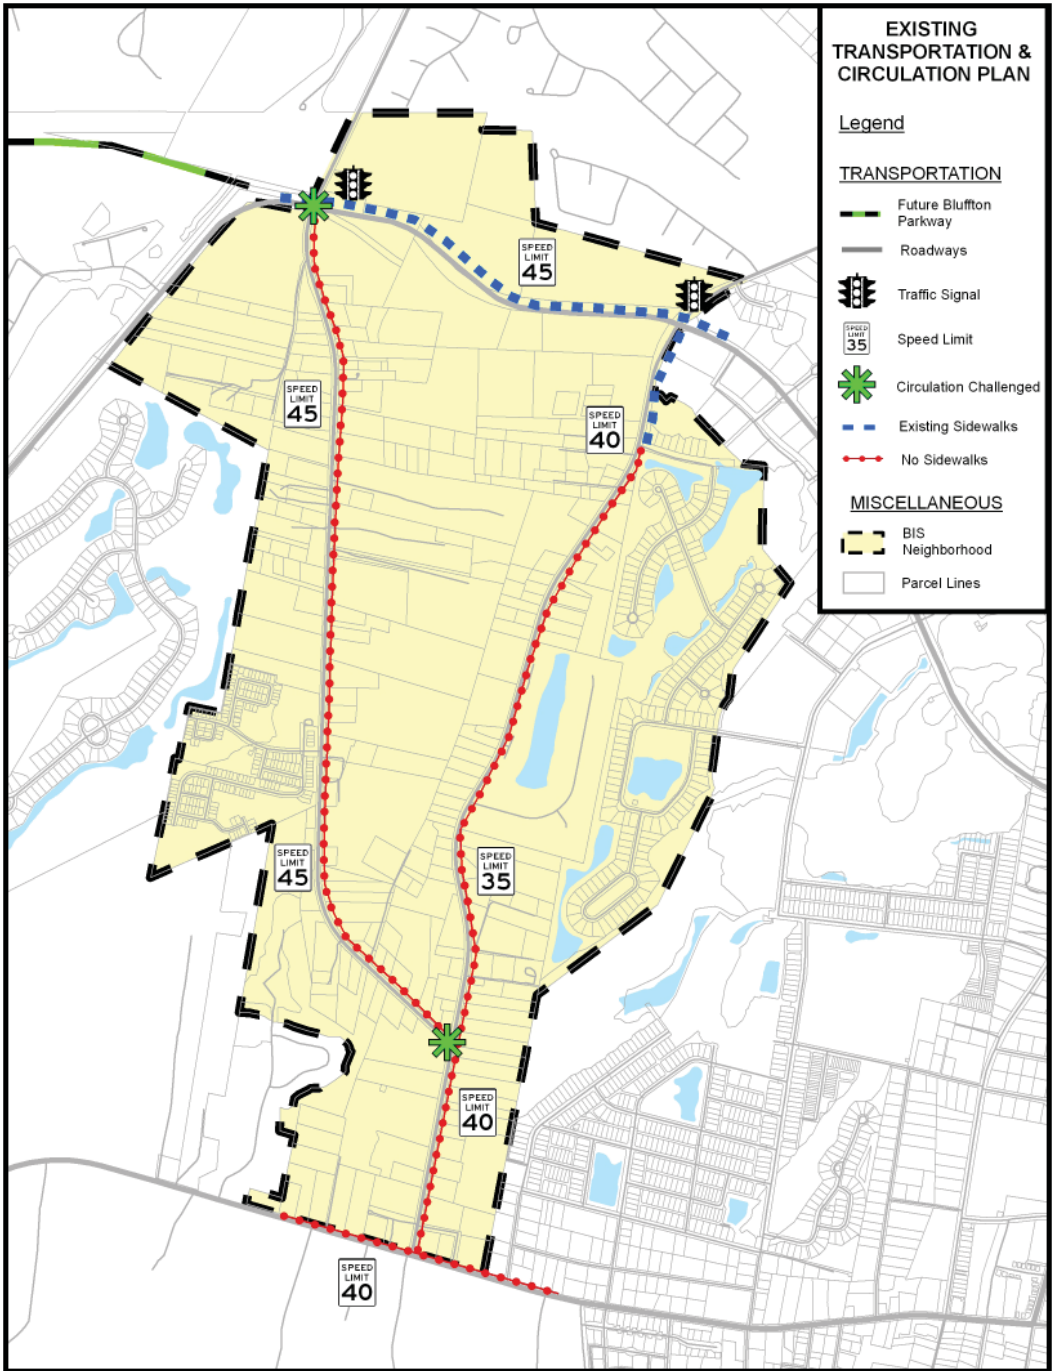 EXISTING
TRANSPORTATION &
CIRCULATION PLAN
Legend
TRANSPORTATION
Future Bluffton
Parkway
Roadways
Traffic Signal
SPEED
LIMIT
35
Speed Limit
Circulation Challenged
Existing Sidewalks
No Sidewalks
MISCELLANEOUS
BIS
Neighborhood
Parcel Lines
SPEED
LIMIT
45
SPEED
LIMIT
45
SPEED
LIMIT
40
SPEED
LIMIT
45
SPEED
LIMIT
35
SPEED
LIMIT
40
SPEED
LIMIT
40